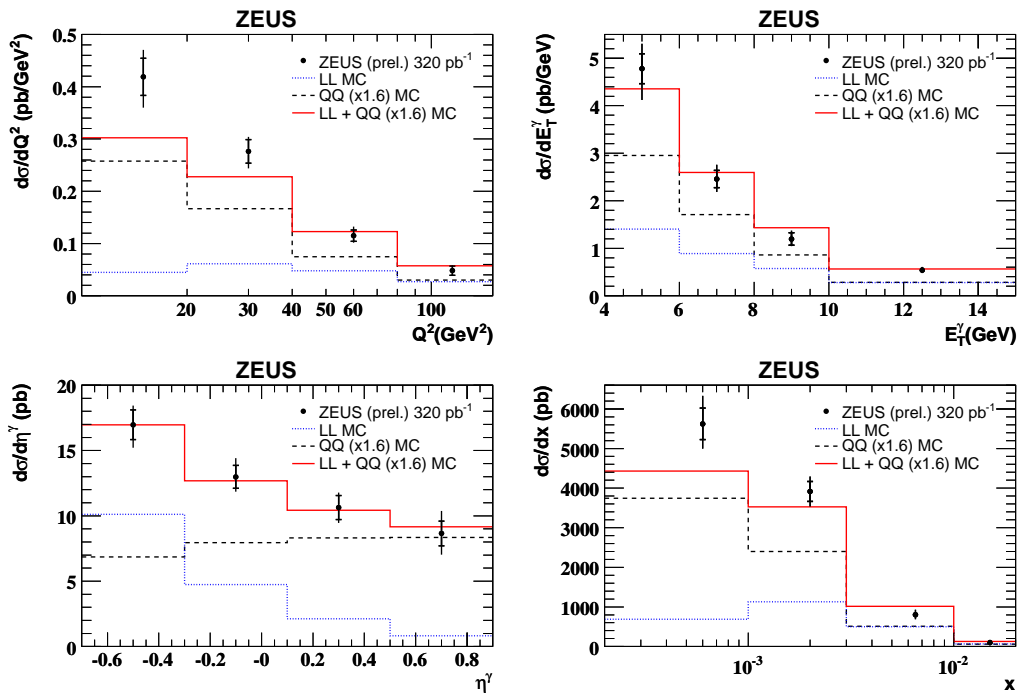 ZEUS
dσ/dQ² (pb/GeV²)
0.5
0.4
0.3
0.2
0.1
0
ZEUS (prel.) 320 pb⁻¹
LL MC
QQ (x1.6) MC
LL + QQ (x1.6) MC
20 30 40 50 60 100
Q²(GeV²)
ZEUS
dσ/dE_T^γ (pb/GeV)
5
4
3
2
1
0
ZEUS (prel.) 320 pb⁻¹
LL MC
QQ (x1.6) MC
LL + QQ (x1.6) MC
4 6 8 10 12 14
E_T^γ(GeV)
ZEUS
dσ/dη^γ (pb)
20
15
10
5
0
ZEUS (prel.) 320 pb⁻¹
LL MC
QQ (x1.6) MC
LL + QQ (x1.6) MC
-0.6 -0.4 -0.2 -0 0.2 0.4 0.6 0.8
η^γ
ZEUS
dσ/dx (pb)
6000
5000
4000
3000
2000
1000
0
ZEUS (prel.) 320 pb⁻¹
LL MC
QQ (x1.6) MC
LL + QQ (x1.6) MC
10⁻³ 10⁻²
x